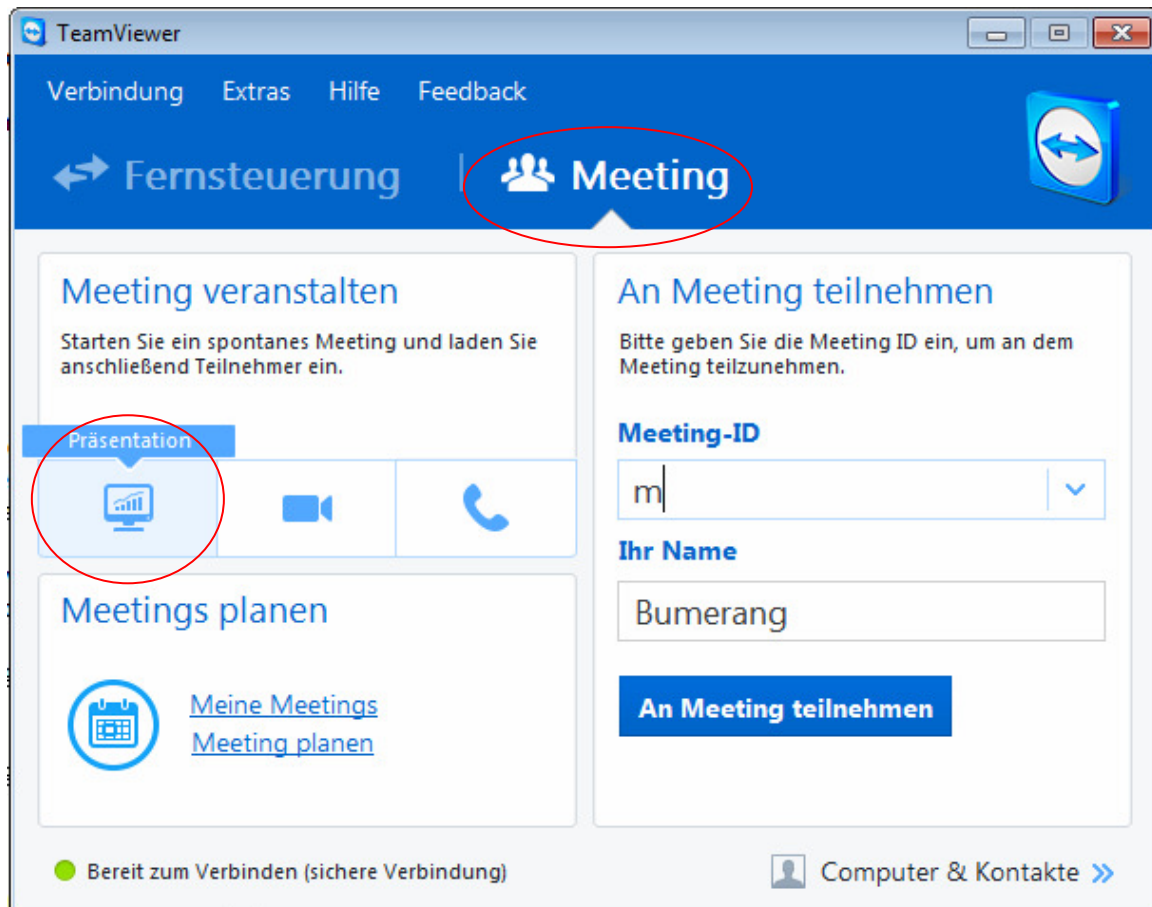 TeamViewer
Verbindung Extras Hilfe Feedback
Fernsteuerung Meeting
Meeting veranstalten
Starten Sie ein spontanes Meeting und laden Sie
anschließend Teilnehmer ein.
Präsentation
Meetings planen
Meine Meetings
Meeting planen
An Meeting teilnehmen
Bitte geben Sie die Meeting ID ein, um an dem
Meeting teilzunehmen.
Meeting-ID
m
Ihr Name
Bumerang
An Meeting teilnehmen
Bereit zum Verbinden (sichere Verbindung)
Computer & Kontakte